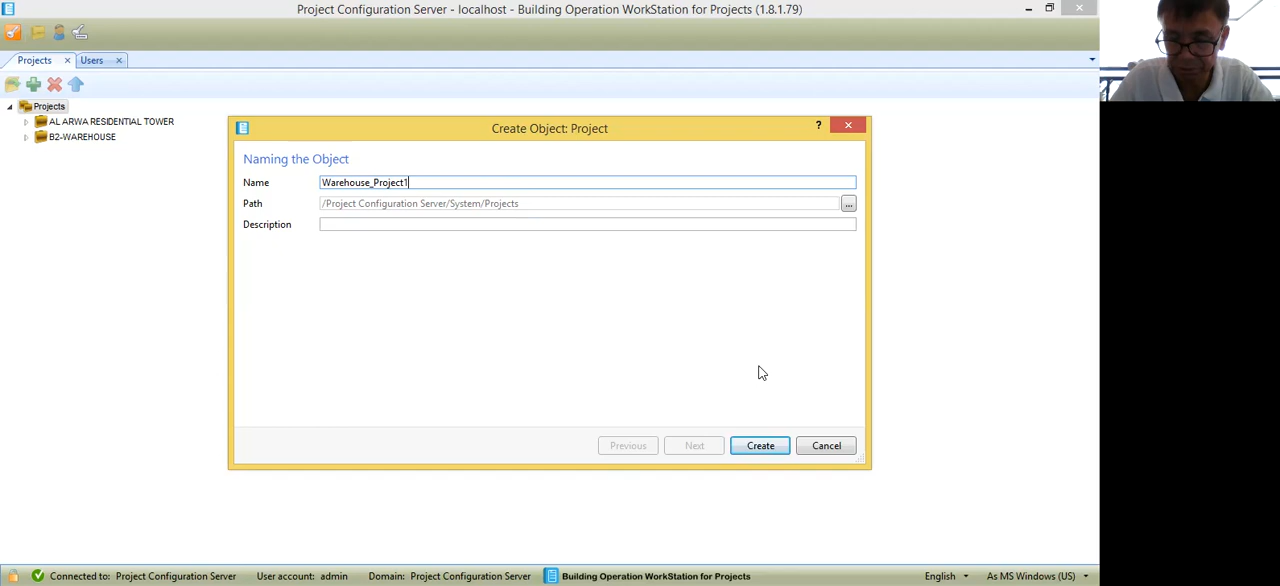 Project Configuration Server - localhost - Building Operation WorkStation for Projects (1.8.1.79)
Projects
Users
Projects
AL ARWA RESIDENTIAL TOWER
B2-WAREHOUSE
Create Object: Project
?
Naming the Object
Name Warehouse_Project1
Path /Project Configuration Server/System/Projects ...
Description
Previous Next Create Cancel
Connected to: Project Configuration Server User account: admin Domain: Project Configuration Server Building Operation WorkStation for Projects English As MS Windows (US)